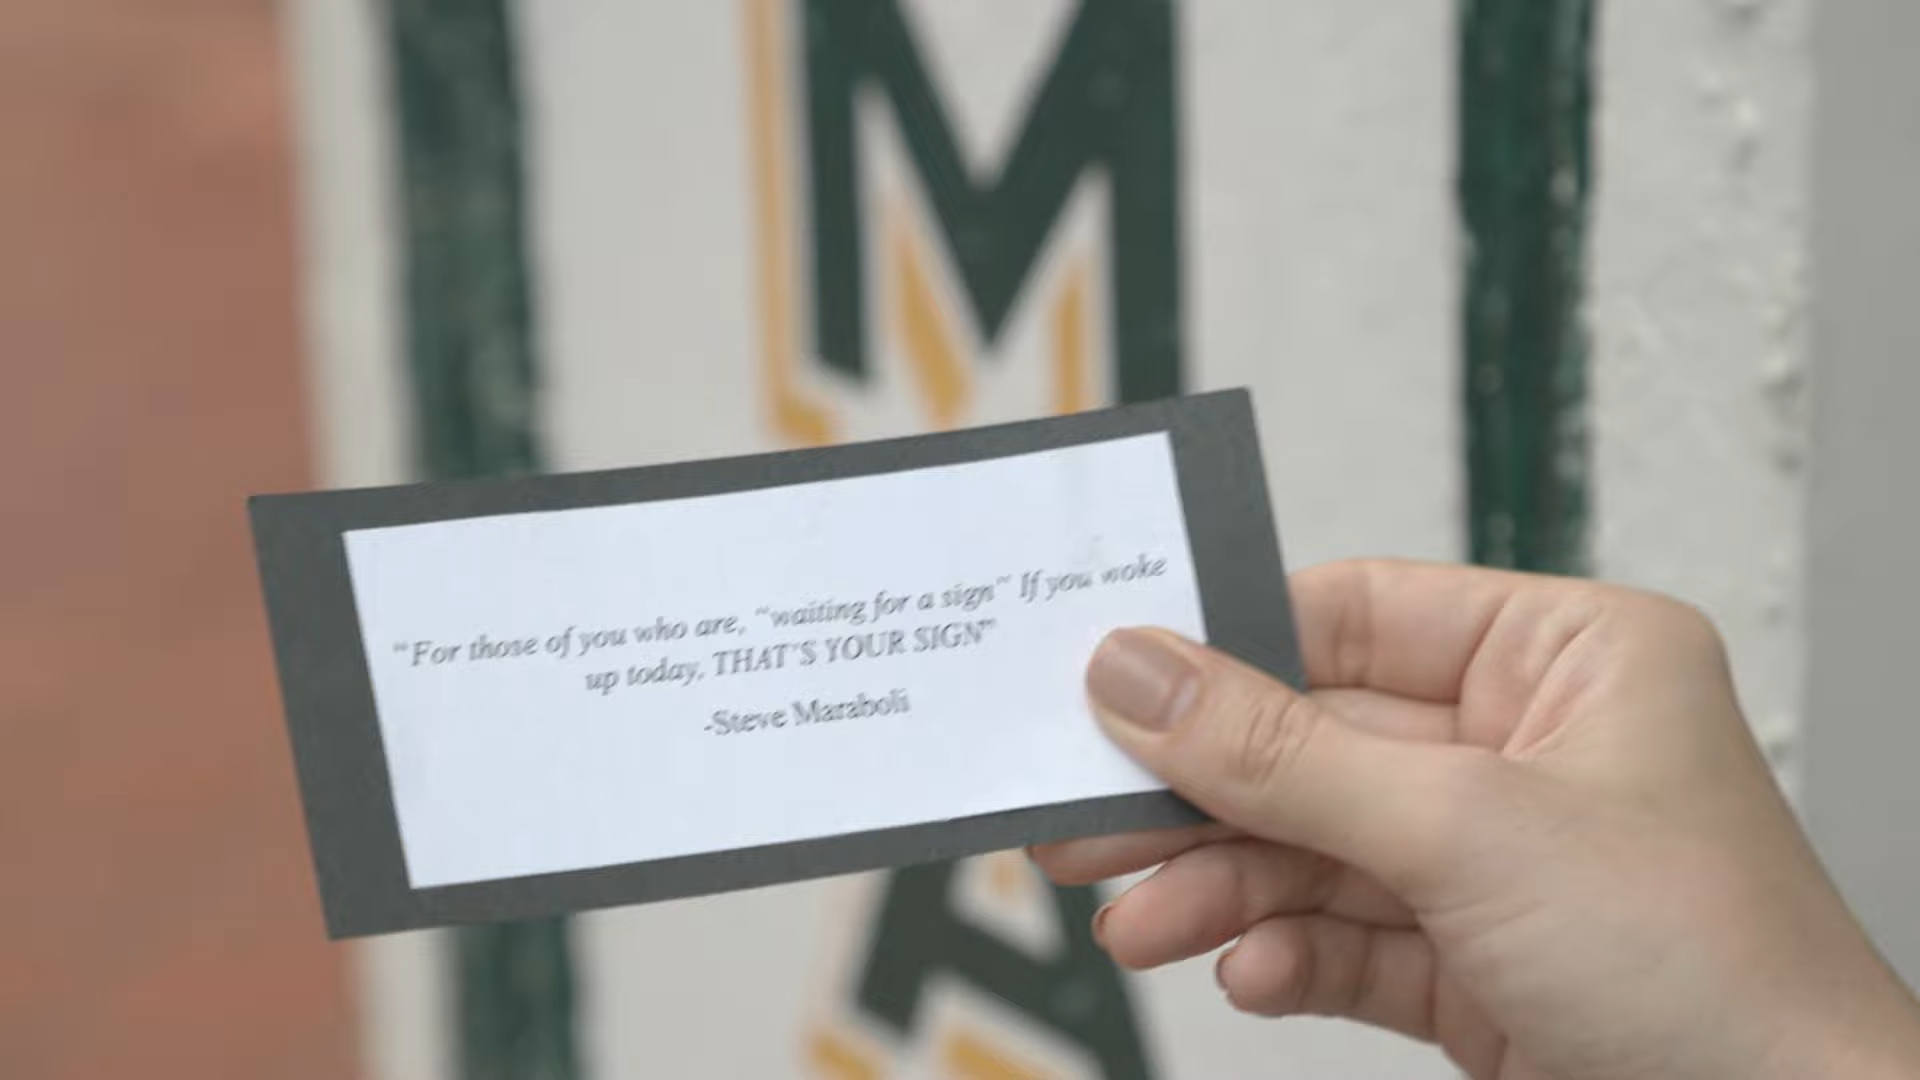 M
"For those of you who are, "waiting for a sign" If you woke
up today, THAT'S YOUR SIGN"
-Steve Maraboli
A